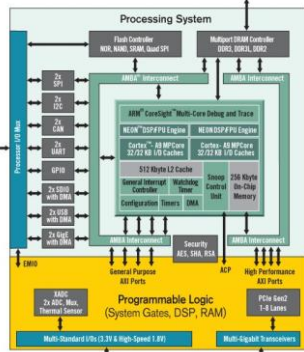 Processing System
Flash Controller
NOR, NAND, SRAM, Quad SPI
Multiport DRAM Controller
DDR3, DDR3L, DDR2
Processor I/O Mux
2x
SPI
2x
I2C
2x
CAN
2x
UART
GPIO
2x SDIO
with DMA
2x USB
with DMA
2x GigE
with DMA
EMIO
AMBA® Interconnect
AMBA Interconnect
ARM® CoreSight™ Multi-Core Debug and Trace
NEON™ DSP/FPU Engine
NEON DSP/FPU Engine
Cortex™- A9 MPCore
32/32 KB I/D Caches
Cortex- A9 MPCore
32/32 KB I/D Caches
512 Kbyte L2 Cache
General Interrupt
Controller
Watchdog
Timer
Configuration
Timers
DMA
Snoop
Control
Unit
256 Kbyte
On-Chip
Memory
AMBA Interconnect
Security
AES, SHA, RSA
AMBA Interconnect
General Purpose
AXI Ports
ACP
High Performance
AXI Ports
XADC
2x ADC, Mux,
Thermal Sensor
Programmable Logic
(System Gates, DSP, RAM)
PCIe Gen2
1-8 Lanes
Multi-Standard I/Os (3.3V & High-Speed 1.8V)
Multi-Gigabit Transceivers